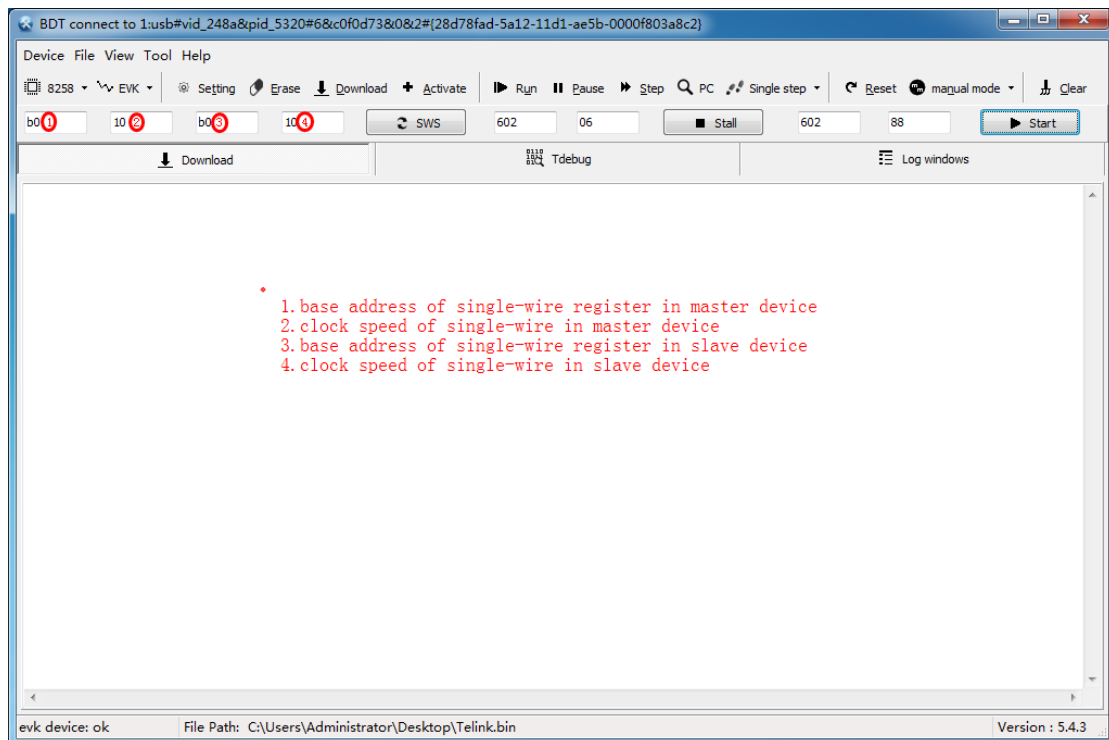 BDT connect to 1:usb#vid_248a&pid_5320#6&c0f0d73&0&2#{28d78fad-5a12-11d1-ae5b-0000f803a8c2}
Device File View Tool Help
8258 EVK Setting Erase Download Activate Run Pause Step PC Single step Reset manual mode Clear
b0 1 10 2 b0 3 10 4 SWS 602 06 Stall 602 88 Start
Download Tdebug Log windows
1.base address of single-wire register in master device
2.clock speed of single-wire in master device
3.base address of single-wire register in slave device
4.clock speed of single-wire in slave device
evk device: ok File Path: C:\Users\Administrator\Desktop\Telink.bin Version : 5.4.3